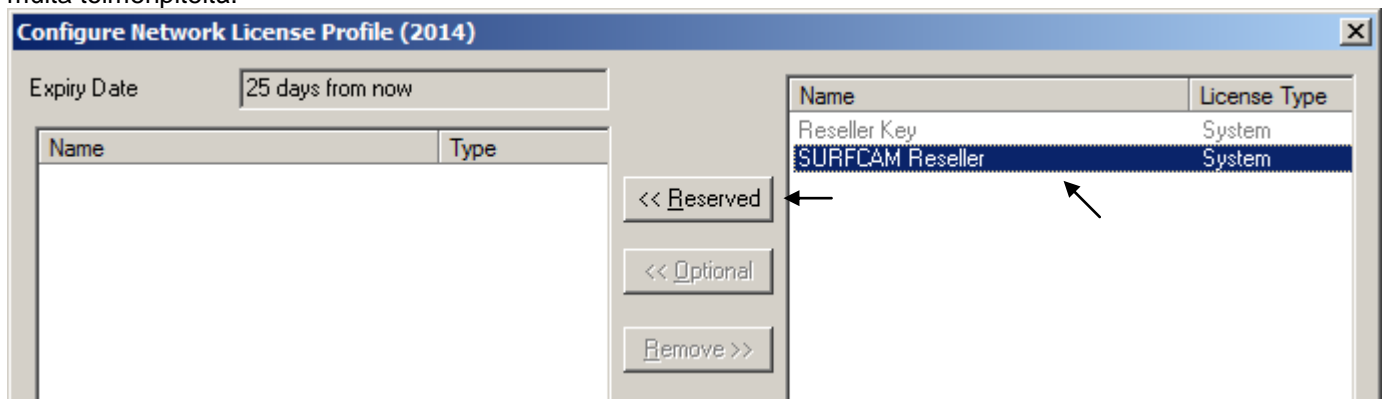 Configure Network License Profile (2014)
Expiry Date 25 days from now
Name Type
<< Reserved
<< Optional
Remove >>
Name License Type
Reseller Key System
SURFCAM Reseller System